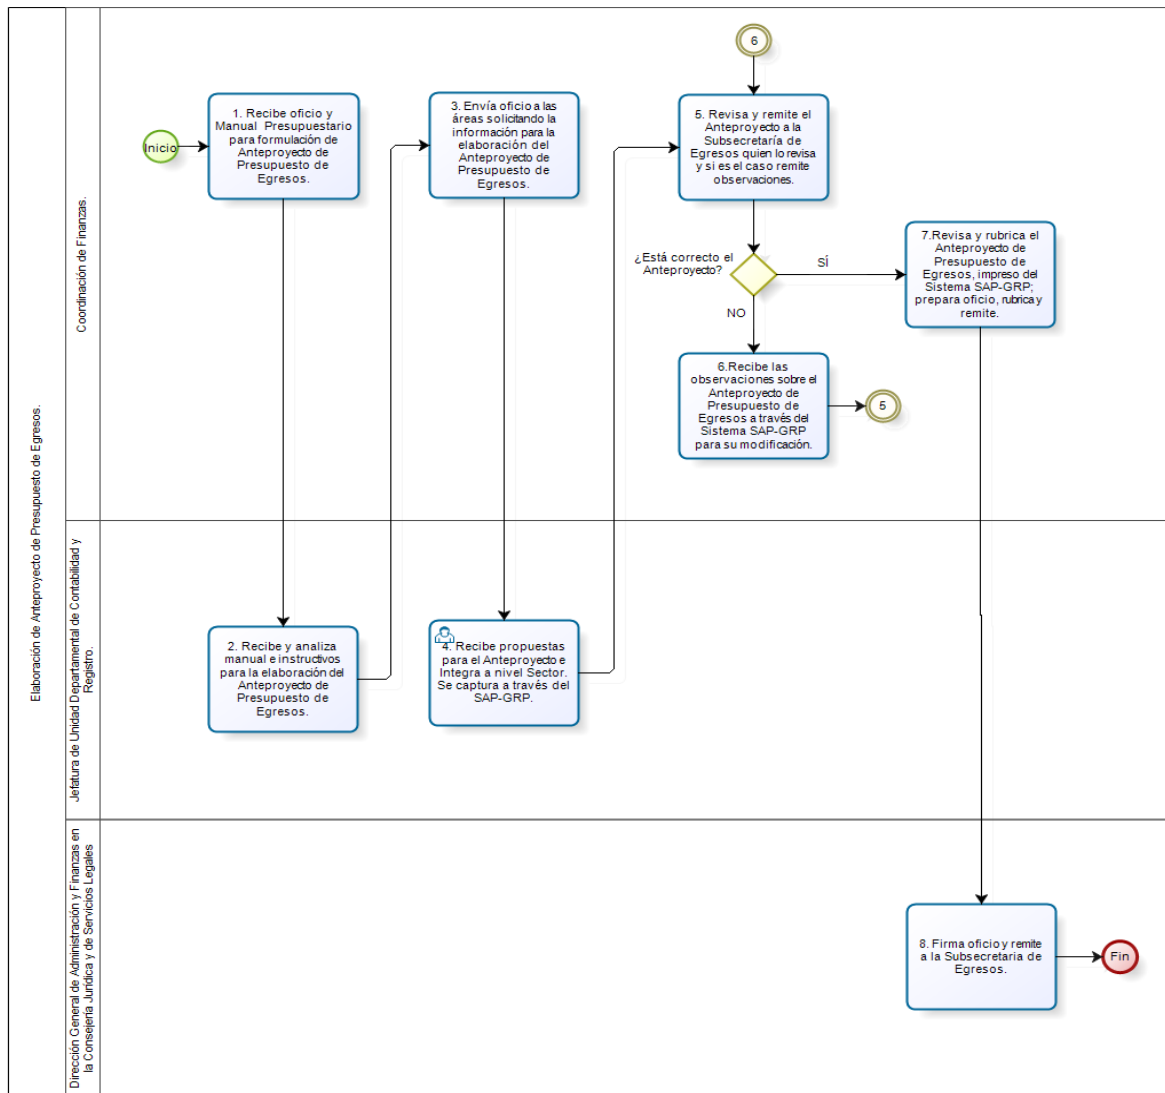 Elaboración de Anteproyecto de Presupuesto de Egresos.
Coordinación de Finanzas.
Inicio
1. Recibe oficio y
Manual Presupuestario
para formulación de
Anteproyecto de
Presupuesto de
Egresos.
3. Envía oficio a las
áreas solicitando la
información para la
elaboración del
Anteproyecto de
Presupuesto de
Egresos.
6
5. Revisa y remite el
Anteproyecto a la
Subsecretaría de
Egresos quien lo revisa
y si es el caso remite
observaciones.
¿Está correcto el
Anteproyecto?
SÍ
NO
7.Revisa y rubrica el
Anteproyecto de
Presupuesto de
Egresos, impreso del
Sistema SAP-GRP;
prepara oficio, rubrica y
remite.
6.Recibe las
observaciones sobre el
Anteproyecto de
Presupuesto de
Egresos a través del
Sistema SAP-GRP
para su modificación.
5
Jefatura de Unidad Departamental de Contabilidad y
Registro.
2. Recibe y analiza
manual e instructivos
para la elaboración del
Anteproyecto de
Presupuesto de
Egresos.
4. Recibe propuestas
para el Anteproyecto e
Integra a nivel Sector.
Se captura a través del
SAP-GRP.
Dirección General de Administración y Finanzas en
la Consejería Jurídica y de Servicios Legales
8. Firma oficio y remite
a la Subsecretaria de
Egresos.
Fin